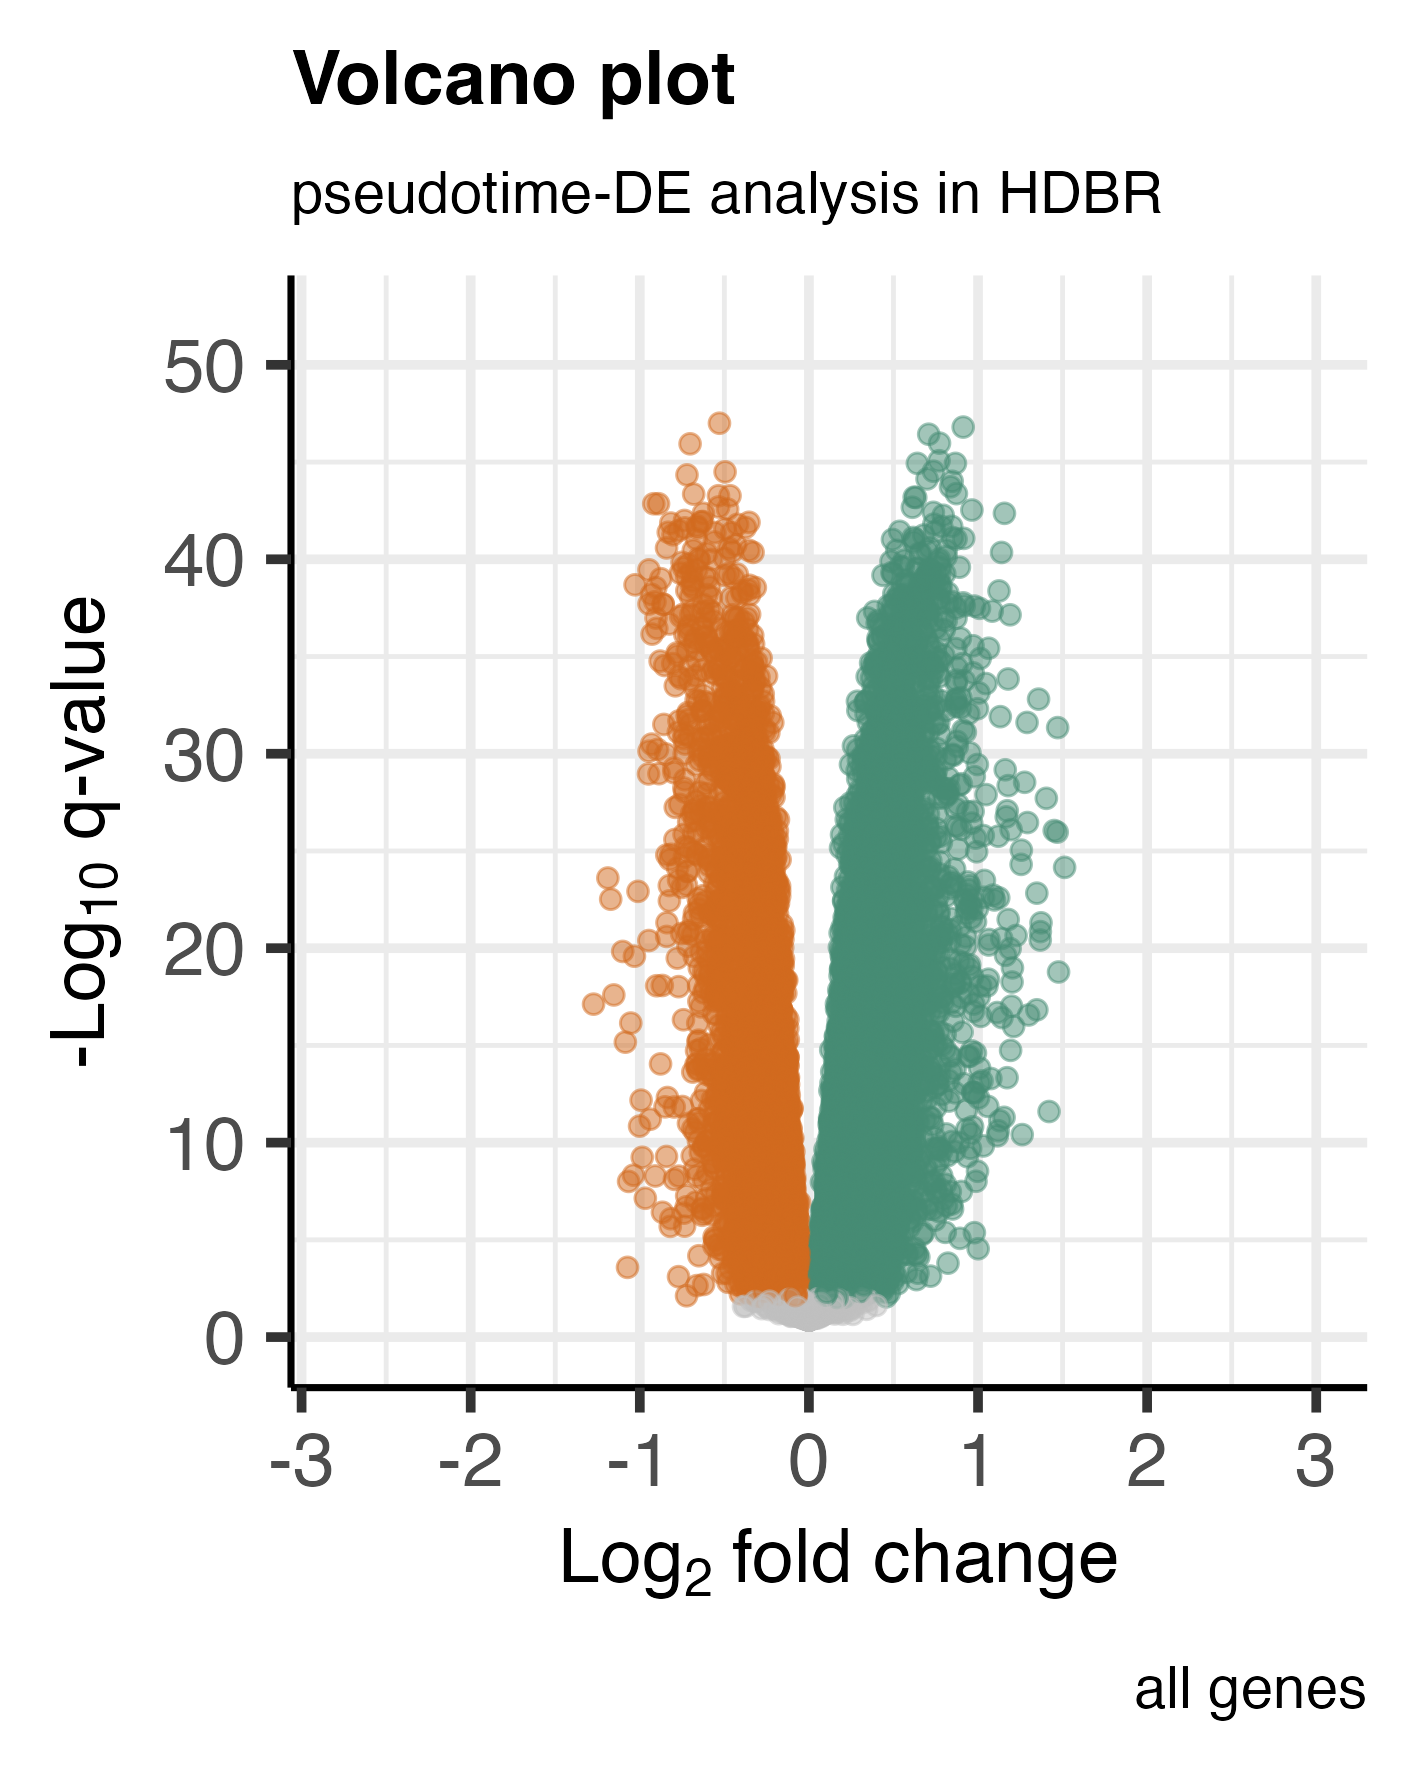 Volcano plot
pseudotime-DE analysis in HDBR
-Log10 q-value
50
40
30
20
10
0
-3 -2 -1 0 1 2 3
Log2 fold change
all genes